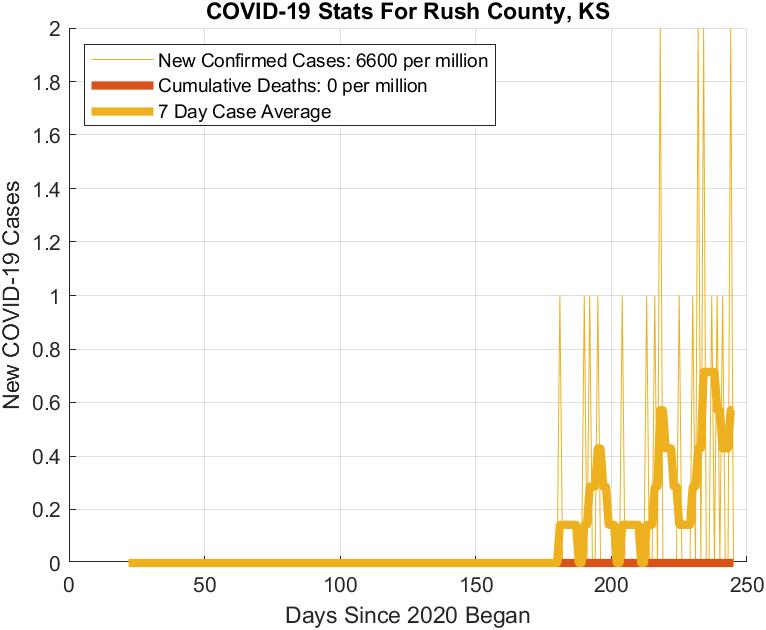 COVID-19 Stats For Rush County, KS
New Confirmed Cases: 6600 per million
Cumulative Deaths: 0 per million
7 Day Case Average
New COVID-19 Cases
2
1.8
1.6
1.4
1.2
1
0.8
0.6
0.4
0.2
0
0 50 100 150 200 250
Days Since 2020 Began